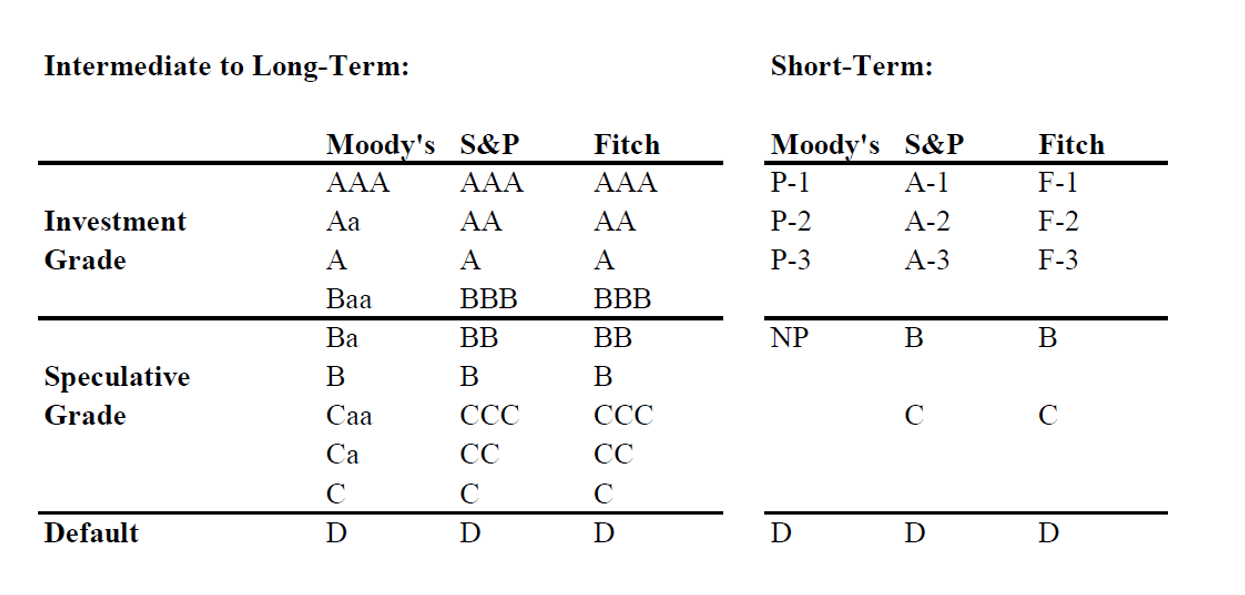 Intermediate to Long-Term: Short-Term:
Moody's S&P Fitch Moody's S&P Fitch
AAA AAA AAA P-1 A-1 F-1
Investment Aa AA AA P-2 A-2 F-2
Grade A A A P-3 A-3 F-3
Baa BBB BBB
Ba BB BB NP B B
Speculative B B B
Grade Caa CCC CCC C C
Ca CC CC
C C C
Default D D D D D D